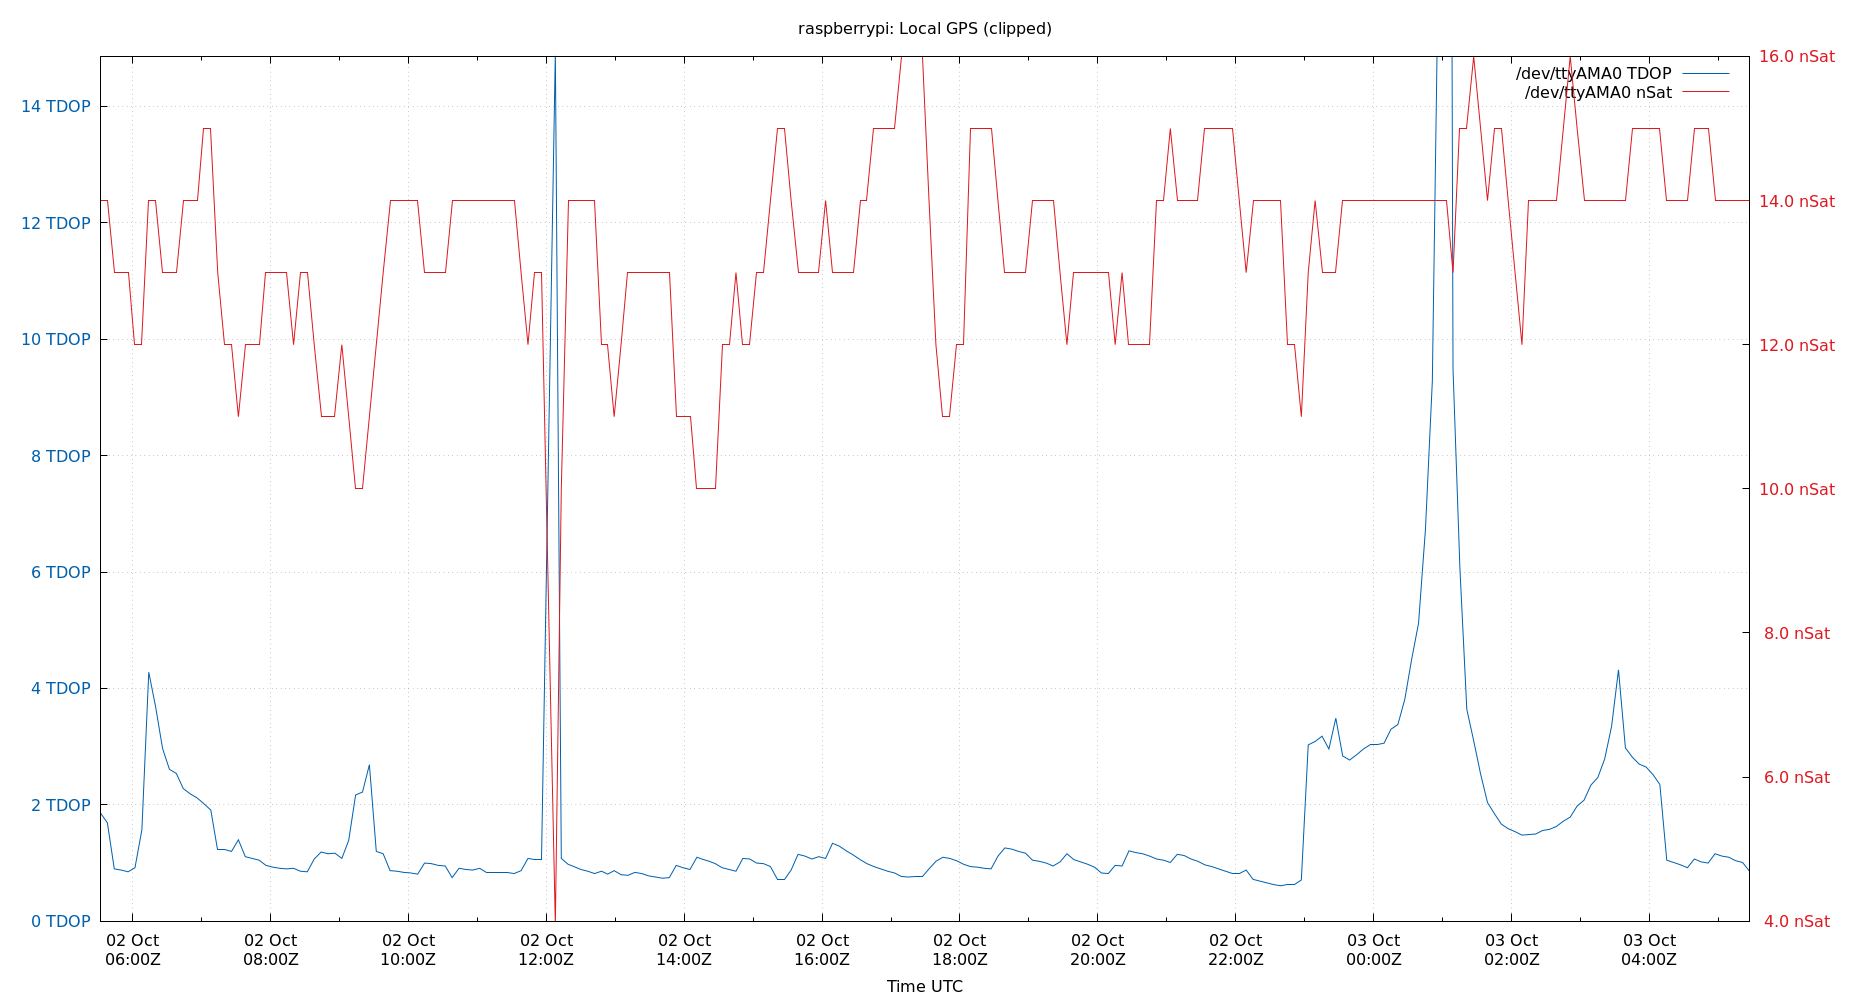 raspberrypi: Local GPS (clipped)
16.0 nSat
/dev/ttyAMA0 TDOP
/dev/ttyAMA0 nSat
14 TDOP
14.0 nSat
12 TDOP
12.0 nSat
10 TDOP
10.0 nSat
8 TDOP
8.0 nSat
6 TDOP
6.0 nSat
4 TDOP
4.0 nSat
2 TDOP
0 TDOP
02 Oct 02 Oct 02 Oct 02 Oct 02 Oct 02 Oct 02 Oct 02 Oct 02 Oct 03 Oct 03 Oct 03 Oct
06:00Z 08:00Z 10:00Z 12:00Z 14:00Z 16:00Z 18:00Z 20:00Z 22:00Z 00:00Z 02:00Z 04:00Z
Time UTC